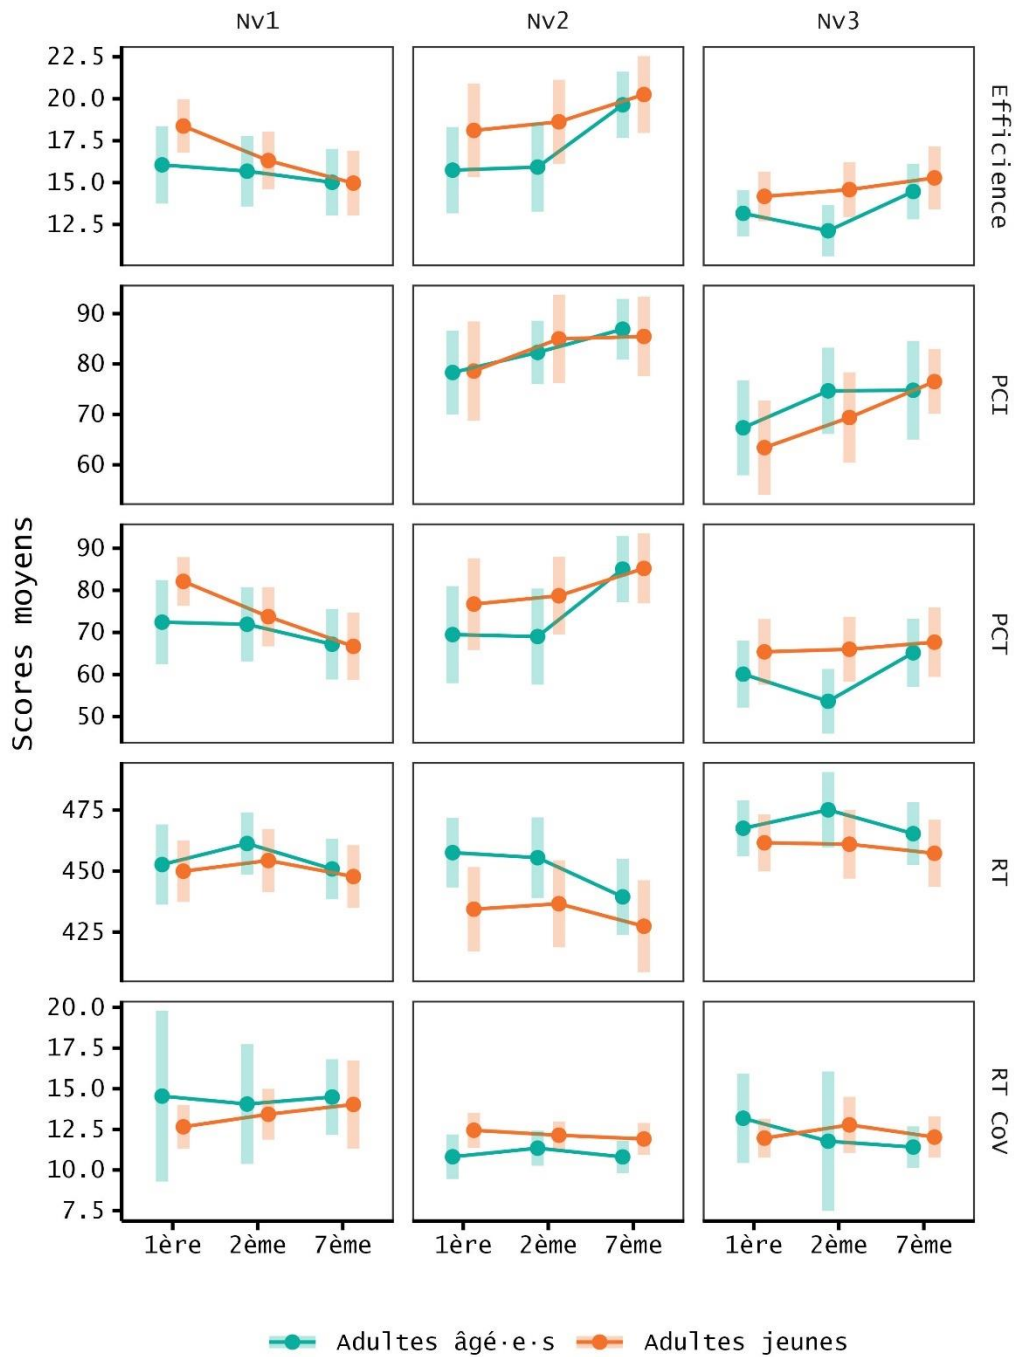 Nv1 Nv2 Nv3
22.5
20.0
17.5
15.0
12.5
Efficience
90
80
70
60
PCI
90
80
70
60
50
PCT
475
450
425
RT
20.0
17.5
15.0
12.5
10.0
7.5
RT CoV
Scores moyens
1ère 2ème 7ème 1ère 2ème 7ème 1ère 2ème 7ème
Adultes âgé·e·s Adultes jeunes